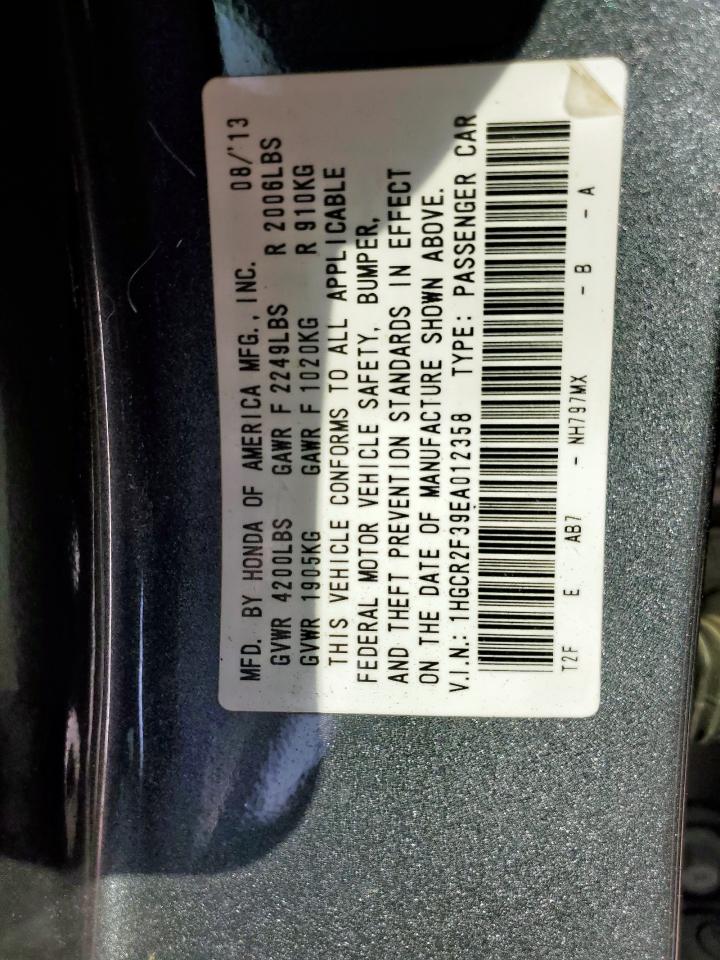 MFD. BY HONDA OF AMERICA MFG., INC. 08/'13
GVWR 4200LBS GAWR F 2249LBS R 2006LBS
GVWR 1905KG GAWR F 1020KG R 910KG
THIS VEHICLE CONFORMS TO ALL APPLICABLE
FEDERAL MOTOR VEHICLE SAFETY, BUMPER,
AND THEFT PREVENTION STANDARDS IN EFFECT
ON THE DATE OF MANUFACTURE SHOWN ABOVE.
V.I.N.: 1HGCR2F39EA012358 TYPE: PASSENGER CAR
T2F E AB7 - NH797MX - B - A